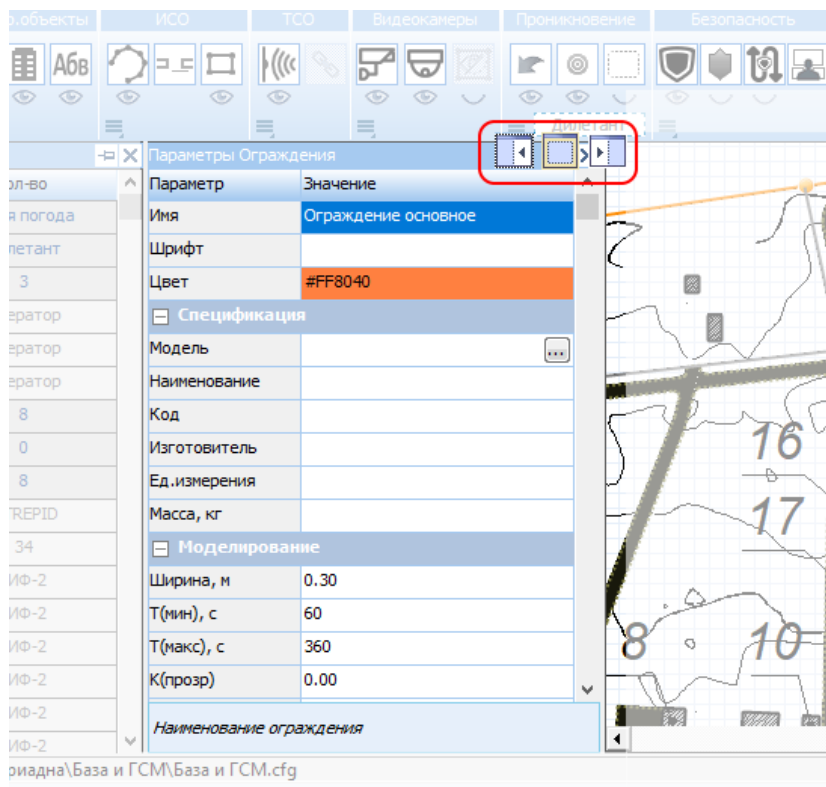 р.объекты ИСО ТСО Видеокамеры Проникновение Безопасность
Абв
Дилетант
Параметры Ограждения
ол-во
Параметр Значение
я погода
Имя Ограждение основное
летант
Шрифт
3
Цвет #FF8040
ератор
Спецификация
ератор
Модель ...
ератор
Наименование
8
Код
0
Изготовитель
8
Ед.измерения
TREPID
Масса, кг
34
Моделирование
ИФ-2
Ширина, м 0.30
ИФ-2
T(мин), с 60
ИФ-2
T(макс), с 360
ИФ-2
K(прозр) 0.00
ИФ-2
Наименование ограждения
ИФ-2
16
17
8 10
риадна\База и ГСМ\База и ГСМ.cfg